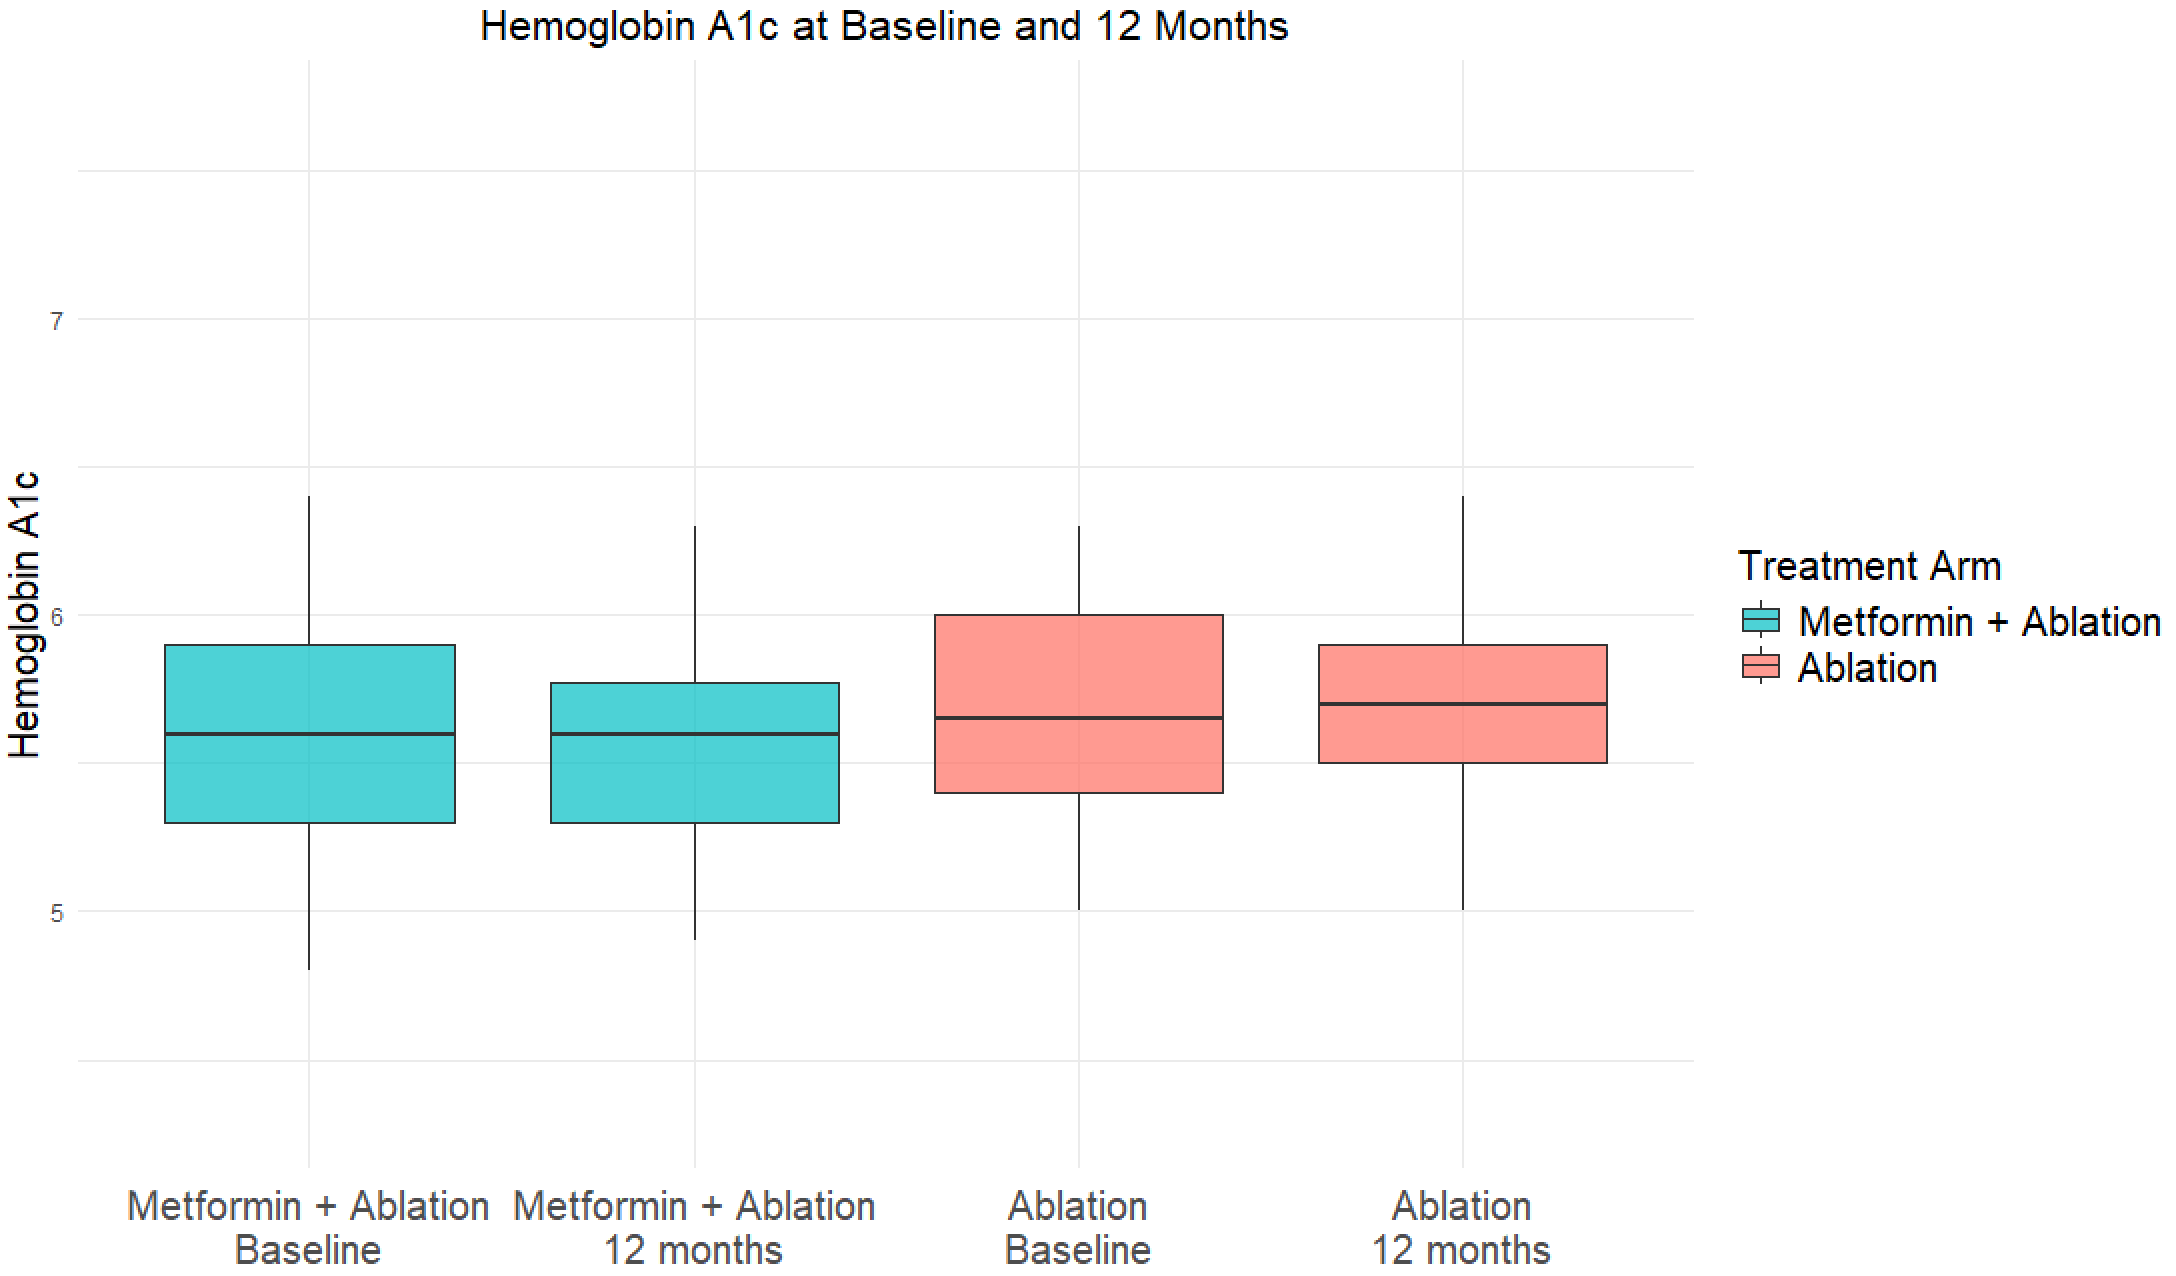 Hemoglobin A1c at Baseline and 12 Months
Hemoglobin A1c
7
6
5
Metformin + Ablation
Baseline
Metformin + Ablation
12 months
Ablation
Baseline
Ablation
12 months
Treatment Arm
Metformin + Ablation
Ablation